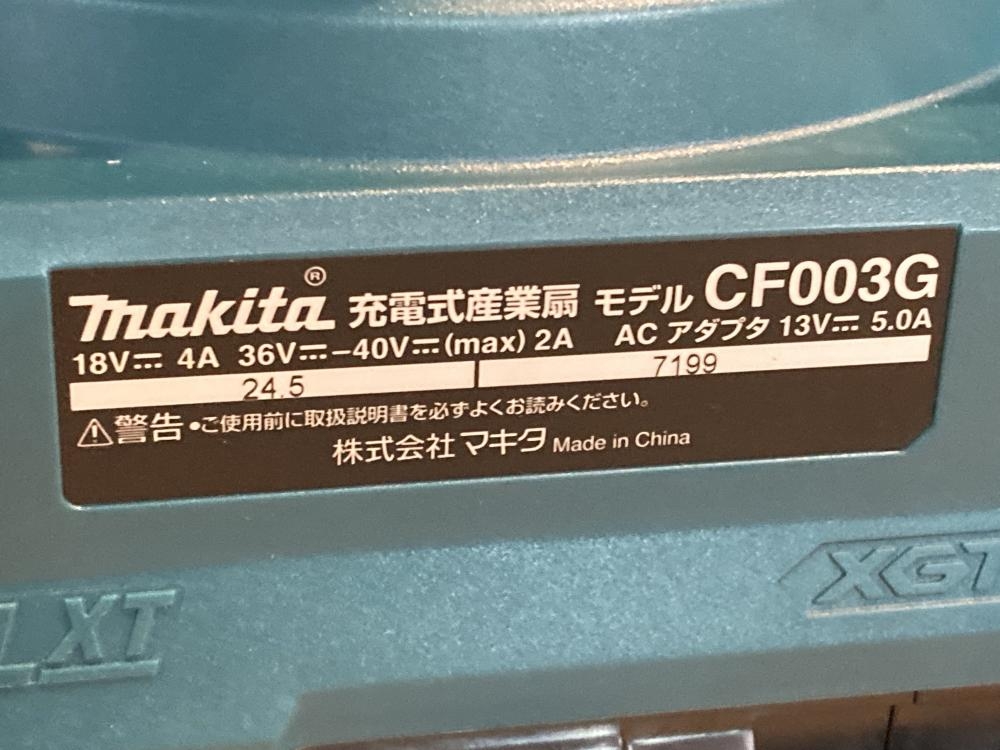 makita® 充電式産業扇 モデル CF003G
18V⎓ 4A 36V⎓-40V⎓(max) 2A AC アダプタ 13V⎓ 5.0A
24.5 7199
⚠警告 •ご使用前に取扱説明書を必ずよくお読みください。
株式会社 マキタ Made in China
LXT XGT